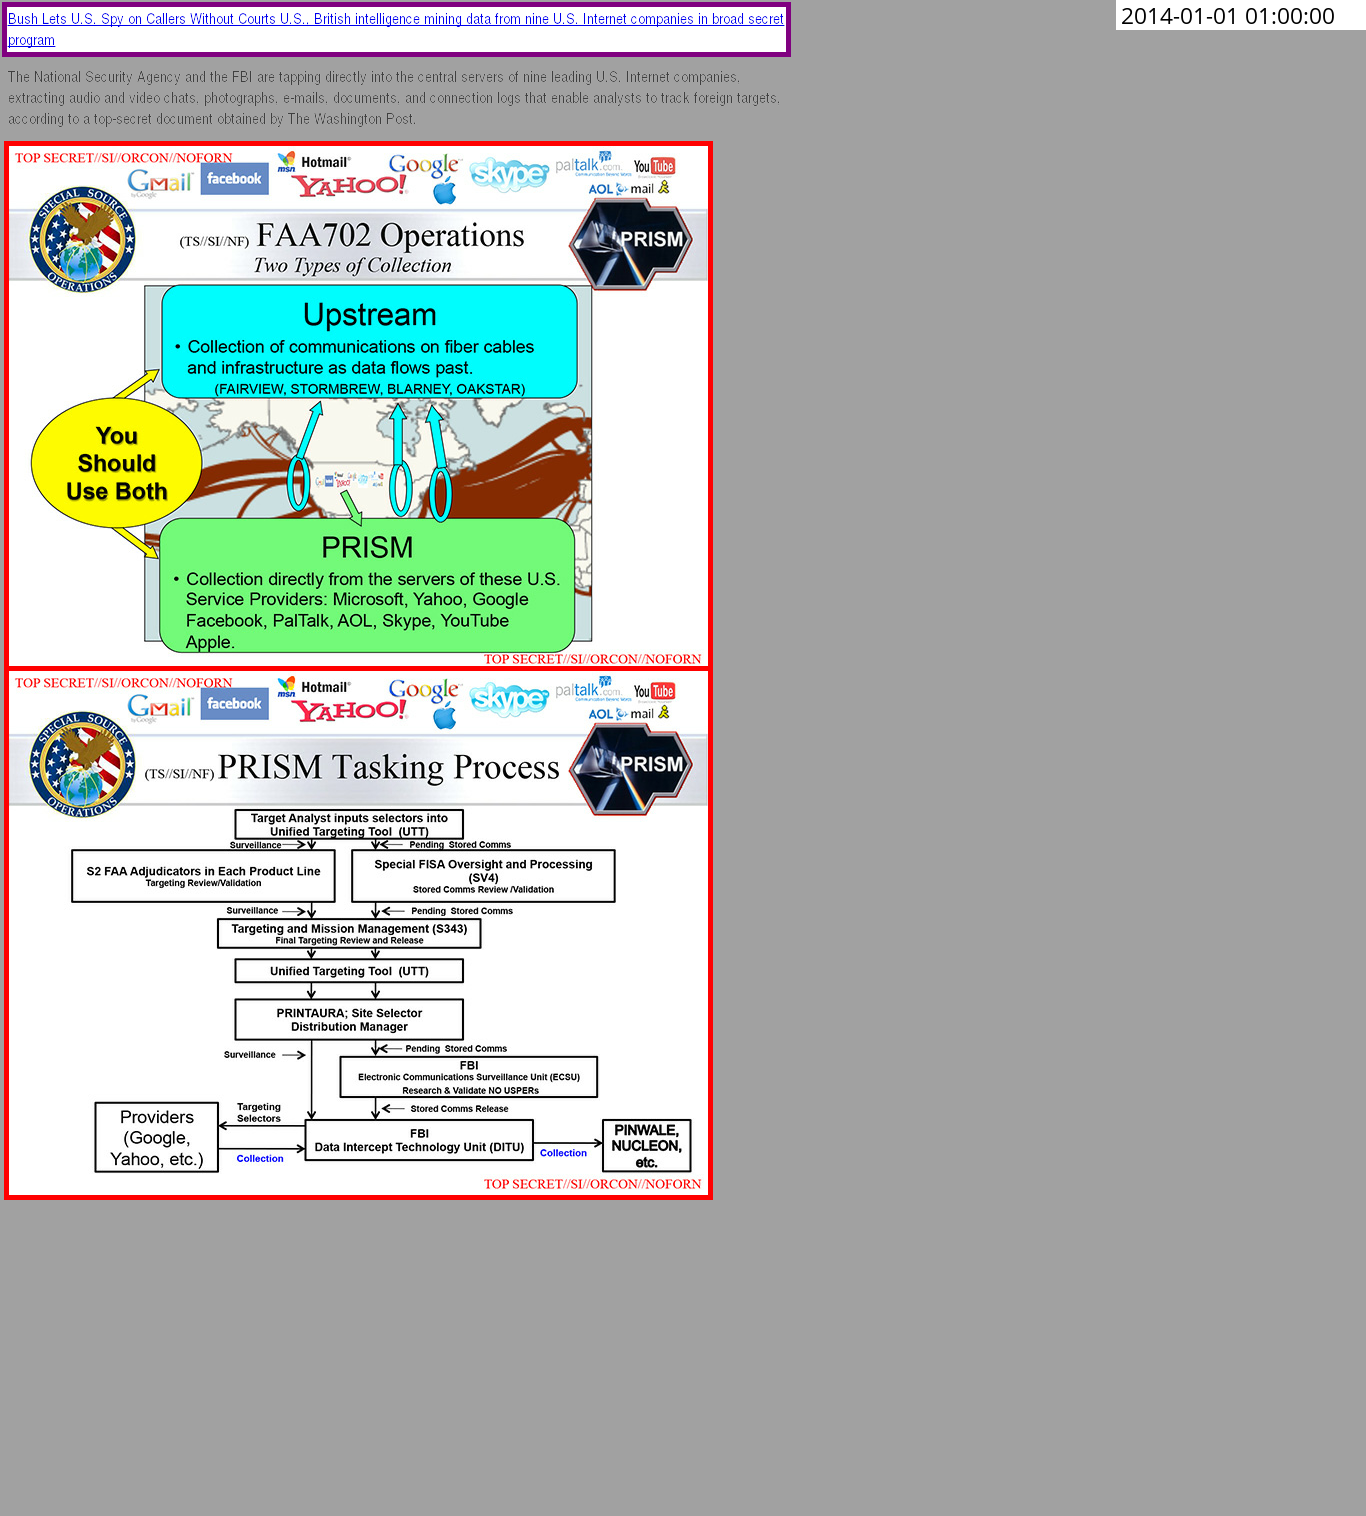 Bush Lets U.S. Spy on Callers Without Courts U.S., British intelligence mining data from nine U.S. Internet companies in broad secret
program
2014-01-01 01:00:00
The National Security Agency and the FBI are tapping directly into the central servers of nine leading U.S. Internet companies,
extracting audio and video chats, photographs, e-mails, documents, and connection logs that enable analysts to track foreign targets,
according to a top-secret document obtained by The Washington Post.
TOP SECRET//SI//ORCON//NOFORN
Gmail by Google
facebook
msn Hotmail
YAHOO!
Google
skype
paltalk.com
YouTube
AOL mail
SPECIAL SOURCE OPERATIONS
(TS//SI//NF) FAA702 Operations
Two Types of Collection
PRISM
Upstream
• Collection of communications on fiber cables
and infrastructure as data flows past.
(FAIRVIEW, STORMBREW, BLARNEY, OAKSTAR)
You
Should
Use Both
PRISM
• Collection directly from the servers of these U.S.
Service Providers: Microsoft, Yahoo, Google
Facebook, PalTalk, AOL, Skype, YouTube
Apple.
TOP SECRET//SI//ORCON//NOFORN
TOP SECRET//SI//ORCON//NOFORN
Gmail by Google
facebook
msn Hotmail
YAHOO!
Google
skype
paltalk.com
YouTube
AOL mail
SPECIAL SOURCE OPERATIONS
(TS//SI//NF) PRISM Tasking Process
PRISM
Target Analyst inputs selectors into
Unified Targeting Tool (UTT)
Surveillance
Pending Stored Comms
S2 FAA Adjudicators in Each Product Line
Targeting Review/Validation
Special FISA Oversight and Processing
(SV4)
Stored Comms Review /Validation
Surveillance
Pending Stored Comms
Targeting and Mission Management (S343)
Final Targeting Review and Release
Unified Targeting Tool (UTT)
PRINTAURA; Site Selector
Distribution Manager
Surveillance
Pending Stored Comms
FBI
Electronic Communications Surveillance Unit (ECSU)
Research & Validate NO USPERs
Stored Comms Release
Providers
(Google,
Yahoo, etc.)
Targeting
Selectors
Collection
FBI
Data Intercept Technology Unit (DITU)
Collection
PINWALE,
NUCLEON,
etc.
TOP SECRET//SI//ORCON//NOFORN